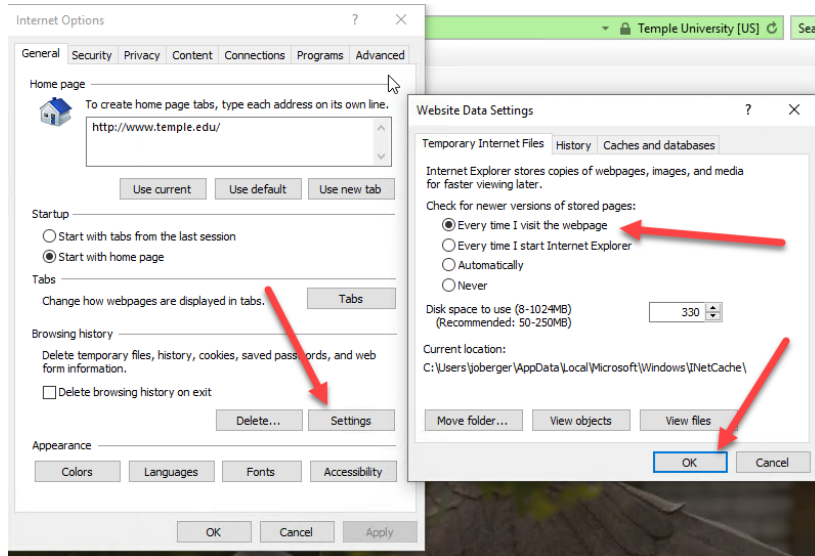 Internet Options
General Security Privacy Content Connections Programs Advanced
Home page
To create home page tabs, type each address on its own line.
http://www.temple.edu/
Use current Use default Use new tab
Startup
Start with tabs from the last session
Start with home page
Tabs
Change how webpages are displayed in tabs.
Tabs
Browsing history
Delete temporary files, history, cookies, saved passwords, and web
form information.
Delete browsing history on exit
Delete... Settings
Appearance
Colors Languages Fonts Accessibility
OK Cancel Apply
Temple University [US]
Website Data Settings
Temporary Internet Files History Caches and databases
Internet Explorer stores copies of webpages, images, and media
for faster viewing later.
Check for newer versions of stored pages:
Every time I visit the webpage
Every time I start Internet Explorer
Automatically
Never
Disk space to use (8-1024MB)
(Recommended: 50-250MB)
330
Current location:
C:\Users\joberger\AppData\Local\Microsoft\Windows\INetCache\
Move folder... View objects View files
OK Cancel